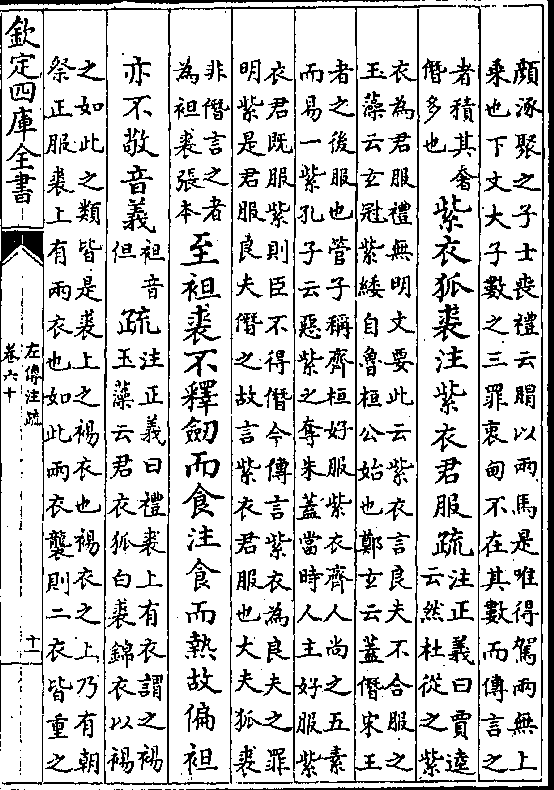 顔涿聚之子士喪禮云賵以兩馬是唯得駕兩無上
乘也下文大子數之三罪衷甸不在其數而傳言之
者積其奢
僭多也
紫衣狐裘注紫衣君服疏
注正義曰賈逵
云然杜從之紫
衣為君服禮無明文要此云紫衣言良夫不合服之
玉藻云玄冠紫緌自魯桓公始也鄭玄云蓋僭宋王
者之後服也管子稱齊桓好服紫衣齊人尚之五素
而易一紫孔子云惡紫之奪朱蓋當時人主好服紫
衣君既服紫則臣不得僭今傳言紫衣為良夫之罪
明紫是君服良夫僭之故言紫衣君服也大夫狐裘
非僭言之者
為袒裘張本
至袒裘不釋劒而食注食而熱故偏袒
亦不敬音義
袒音
但
疏
注正義曰禮裘上有衣謂之裼
玉藻云君衣狐白裘錦衣以裼
之如此之類皆是裘上之裼衣也裼衣之上乃有朝
祭正服裘上有兩衣也如此兩衣襲則二衣皆重之
欽定四庫全書
左傳注疏
卷六十
十一